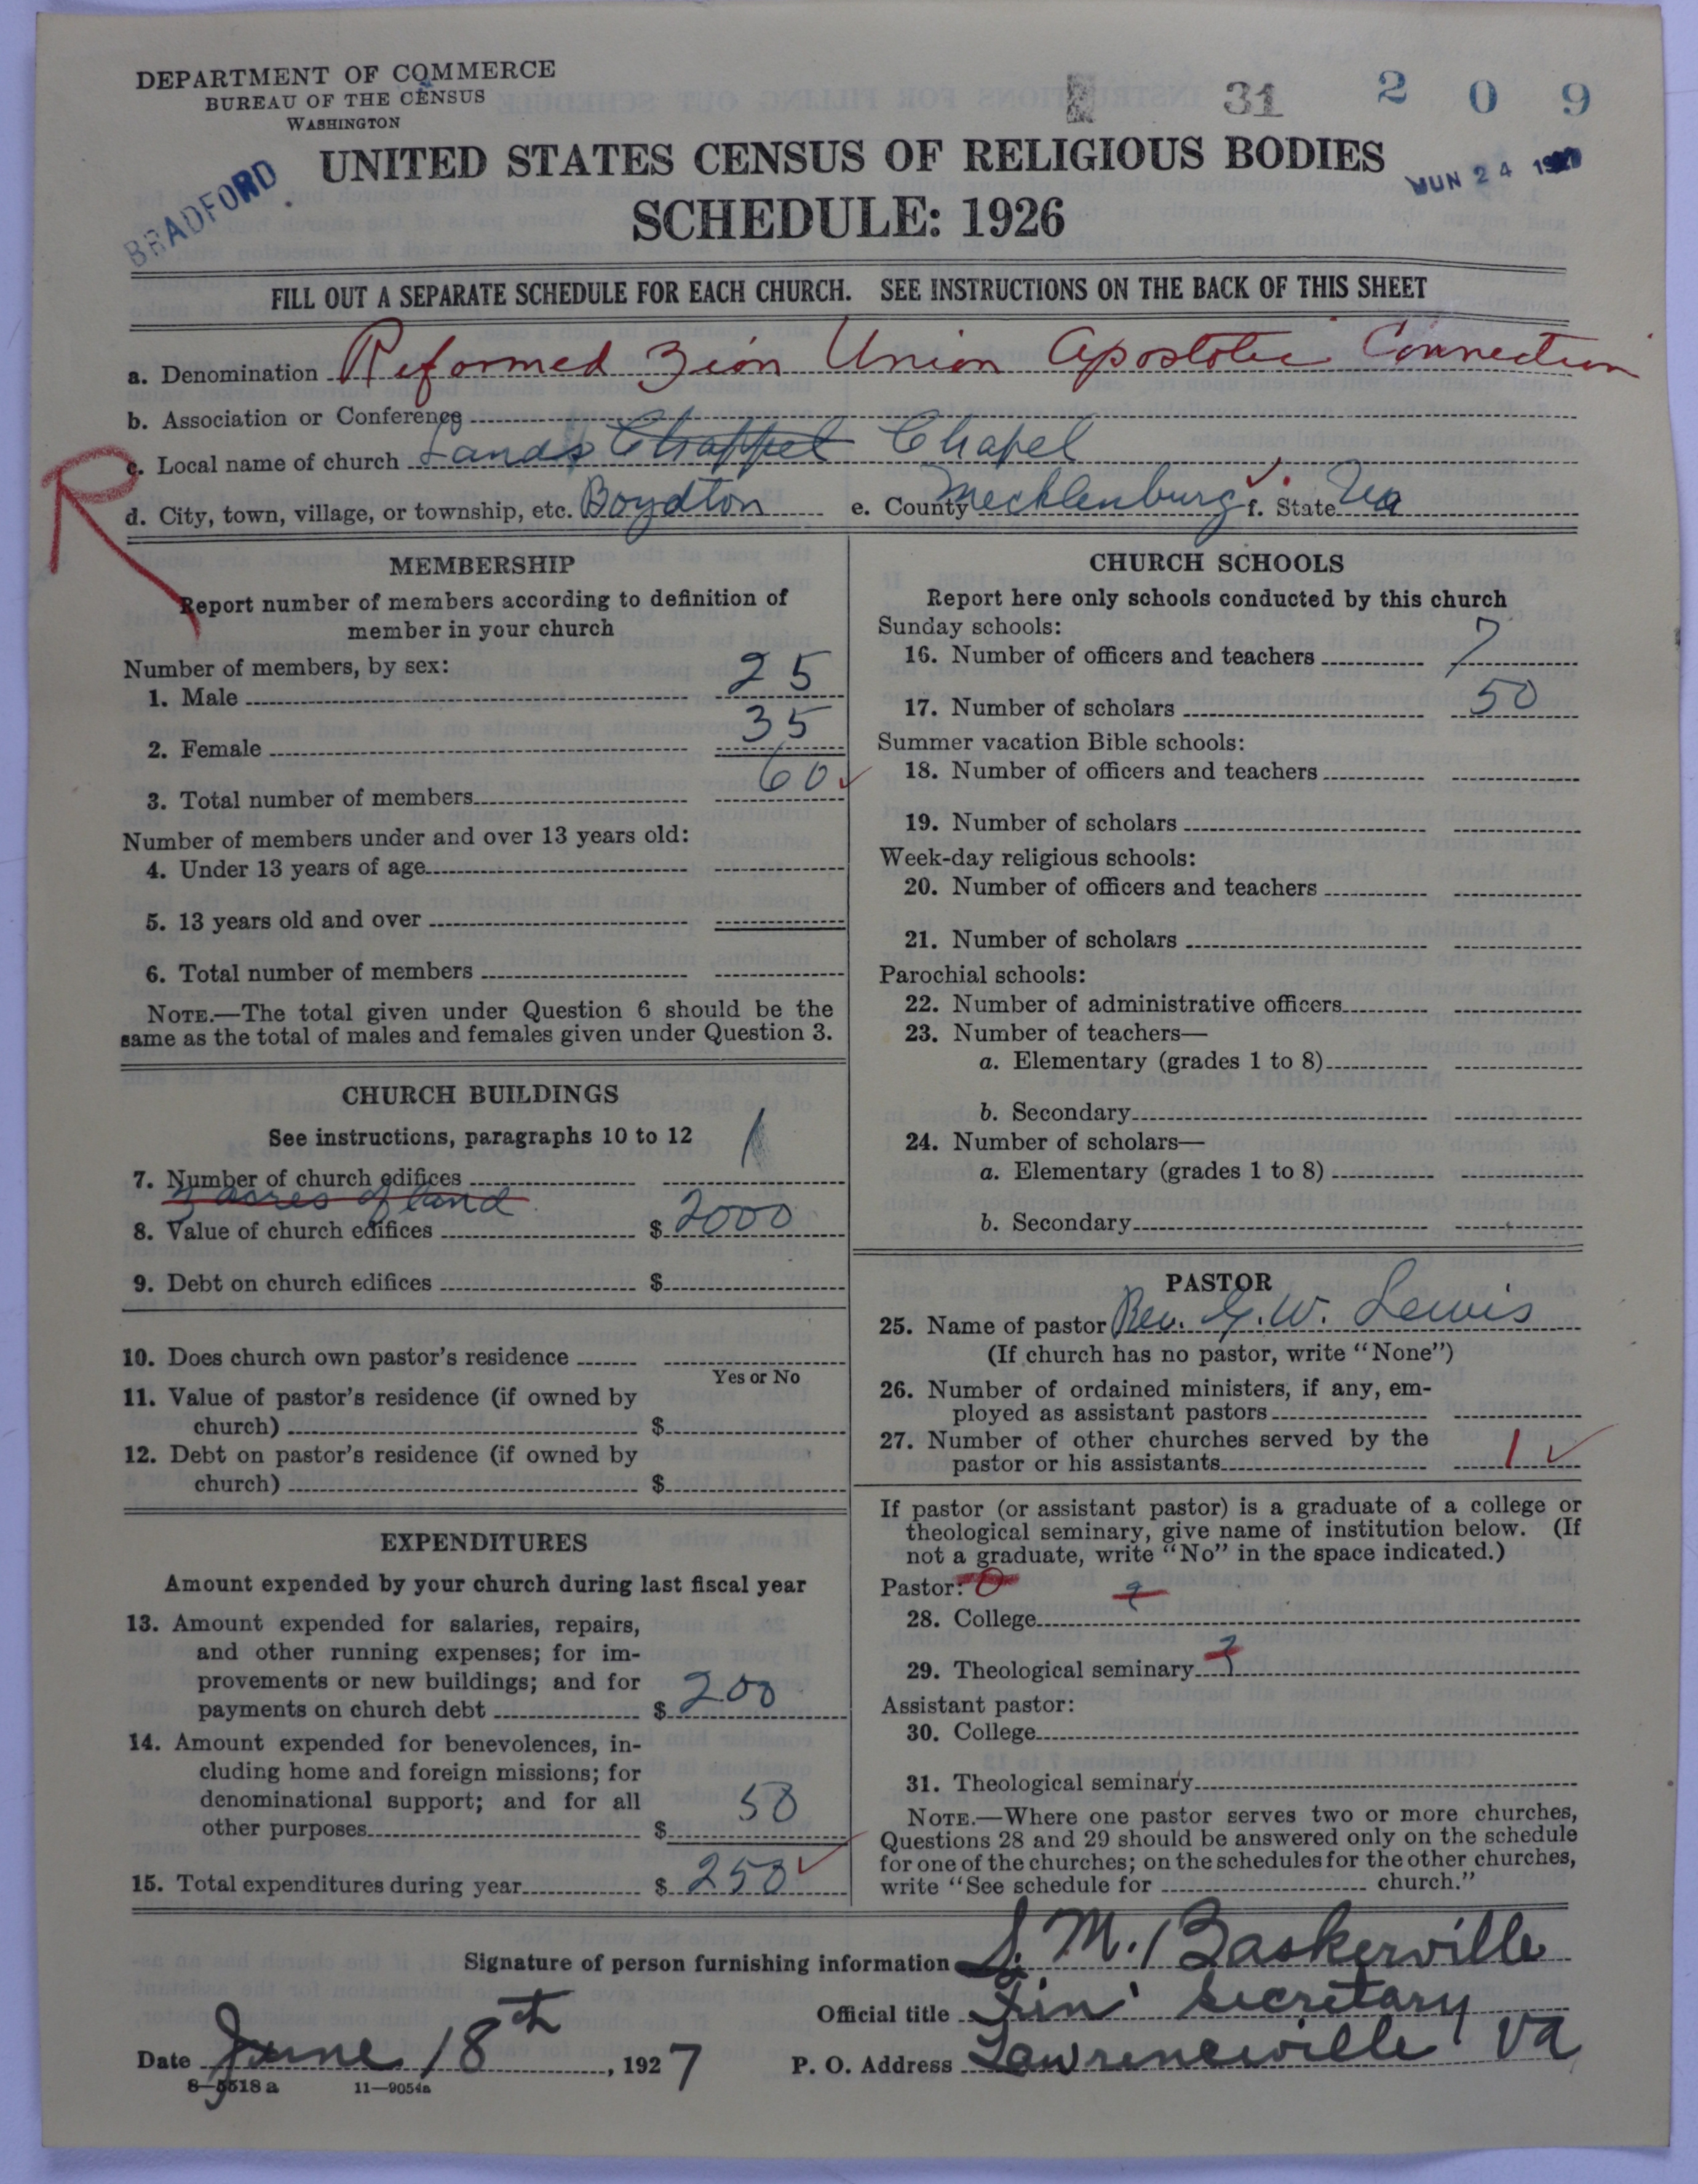 DEPARTMENT OF COMMERCE
BUREAU OF THE CENSUS
WASHINGTON
31 2 0 9
UNITED STATES CENSUS OF RELIGIOUS BODIES
BRADFORD
JUN 24 1927
SCHEDULE: 1926
FILL OUT A SEPARATE SCHEDULE FOR EACH CHURCH. SEE INSTRUCTIONS ON THE BACK OF THIS SHEET
a. Denomination Reformed Zion Union Apostolic Connection
b. Association or Conference
c. Local name of church Lands Chappel Chapel
d. City, town, village, or township, etc. Boydton e. County Mecklenburg f. State Va
R
MEMBERSHIP
Report number of members according to definition of
member in your church
Number of members, by sex:
1. Male 25
2. Female 35
3. Total number of members 60
Number of members under and over 13 years old:
4. Under 13 years of age
5. 13 years old and over
6. Total number of members
NOTE.—The total given under Question 6 should be the
same as the total of males and females given under Question 3.
CHURCH BUILDINGS
See instructions, paragraphs 10 to 12
7. Number of church edifices 1
3 acres of land
8. Value of church edifices $ 2000
9. Debt on church edifices $
10. Does church own pastor's residence
Yes or No
11. Value of pastor's residence (if owned by
church) $
12. Debt on pastor's residence (if owned by
church) $
EXPENDITURES
Amount expended by your church during last fiscal year
13. Amount expended for salaries, repairs,
and other running expenses; for im-
provements or new buildings; and for
payments on church debt $ 200
14. Amount expended for benevolences, in-
cluding home and foreign missions; for
denominational support; and for all
other purposes $ 50
15. Total expenditures during year $ 250
CHURCH SCHOOLS
Report here only schools conducted by this church
Sunday schools:
16. Number of officers and teachers 7
17. Number of scholars 50
Summer vacation Bible schools:
18. Number of officers and teachers
19. Number of scholars
Week-day religious schools:
20. Number of officers and teachers
21. Number of scholars
Parochial schools:
22. Number of administrative officers
23. Number of teachers—
a. Elementary (grades 1 to 8)
b. Secondary
24. Number of scholars—
a. Elementary (grades 1 to 8)
b. Secondary
PASTOR
25. Name of pastor Rev. G. W. Lewis
(If church has no pastor, write "None")
26. Number of ordained ministers, if any, em-
ployed as assistant pastors
27. Number of other churches served by the
pastor or his assistants 1
If pastor (or assistant pastor) is a graduate of a college or
theological seminary, give name of institution below. (If
not a graduate, write "No" in the space indicated.)
Pastor: 0
28. College
29. Theological seminary
Assistant pastor:
30. College
31. Theological seminary
NOTE.—Where one pastor serves two or more churches,
Questions 28 and 29 should be answered only on the schedule
for one of the churches; on the schedules for the other churches,
write "See schedule for church."
Signature of person furnishing information S. M. Baskerville
Official title Fin' Secretary
Date June 18th, 1927 P. O. Address Lawrenceville Va
8—5518 a 11—9054a